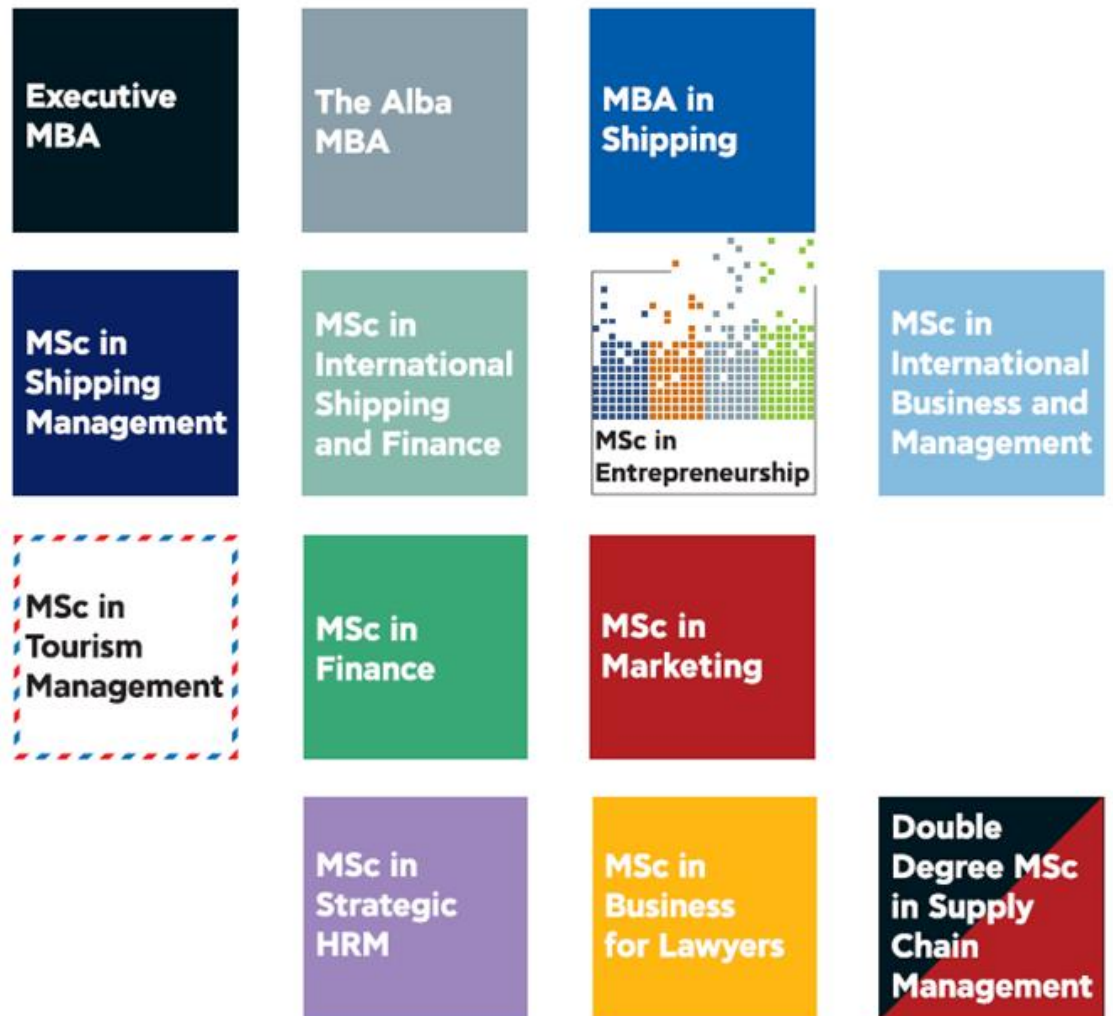 Executive
MBA
The Alba
MBA
MBA in
Shipping
MSc in
Shipping
Management
MSc in
International
Shipping
and Finance
MSc in
Entrepreneurship
MSc in
International
Business and
Management
MSc in
Tourism
Management
MSc in
Finance
MSc in
Marketing
MSc in
Strategic
HRM
MSc in
Business
for Lawyers
Double
Degree MSc
in Supply
Chain
Management